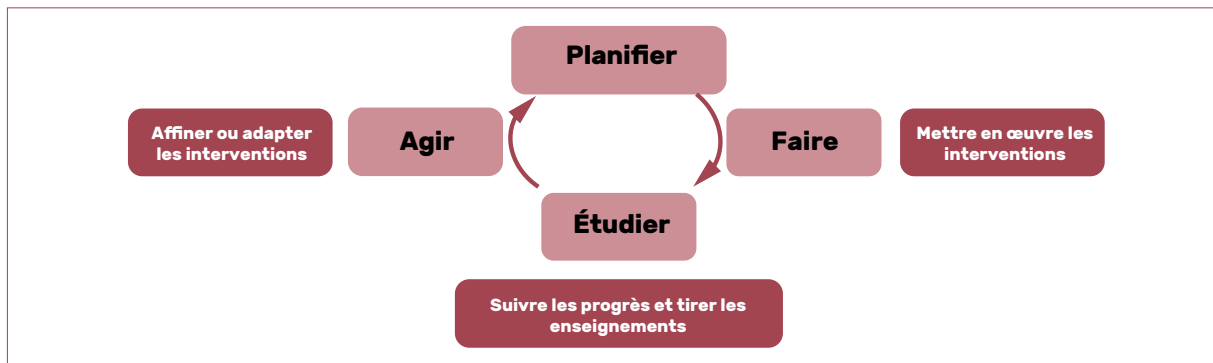 Planifier
Affiner ou adapter
les interventions
Agir
Faire
Mettre en œuvre les
interventions
Étudier
Suivre les progrès et tirer les
enseignements